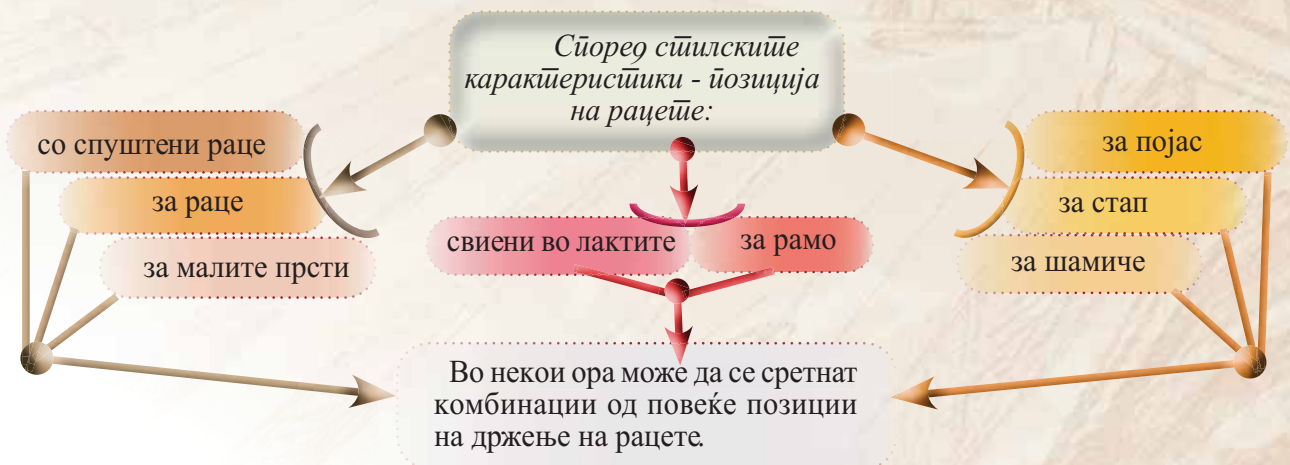 Според стилските
карактеристики - позиција
на рацете:
со спуштени раце
за раце
за малите прсти
свиени во лактите
за рамо
за појас
за стап
за шамиче
Во некои ора може да се сретнат
комбинации од повеќе позиции
на држење на рацете.